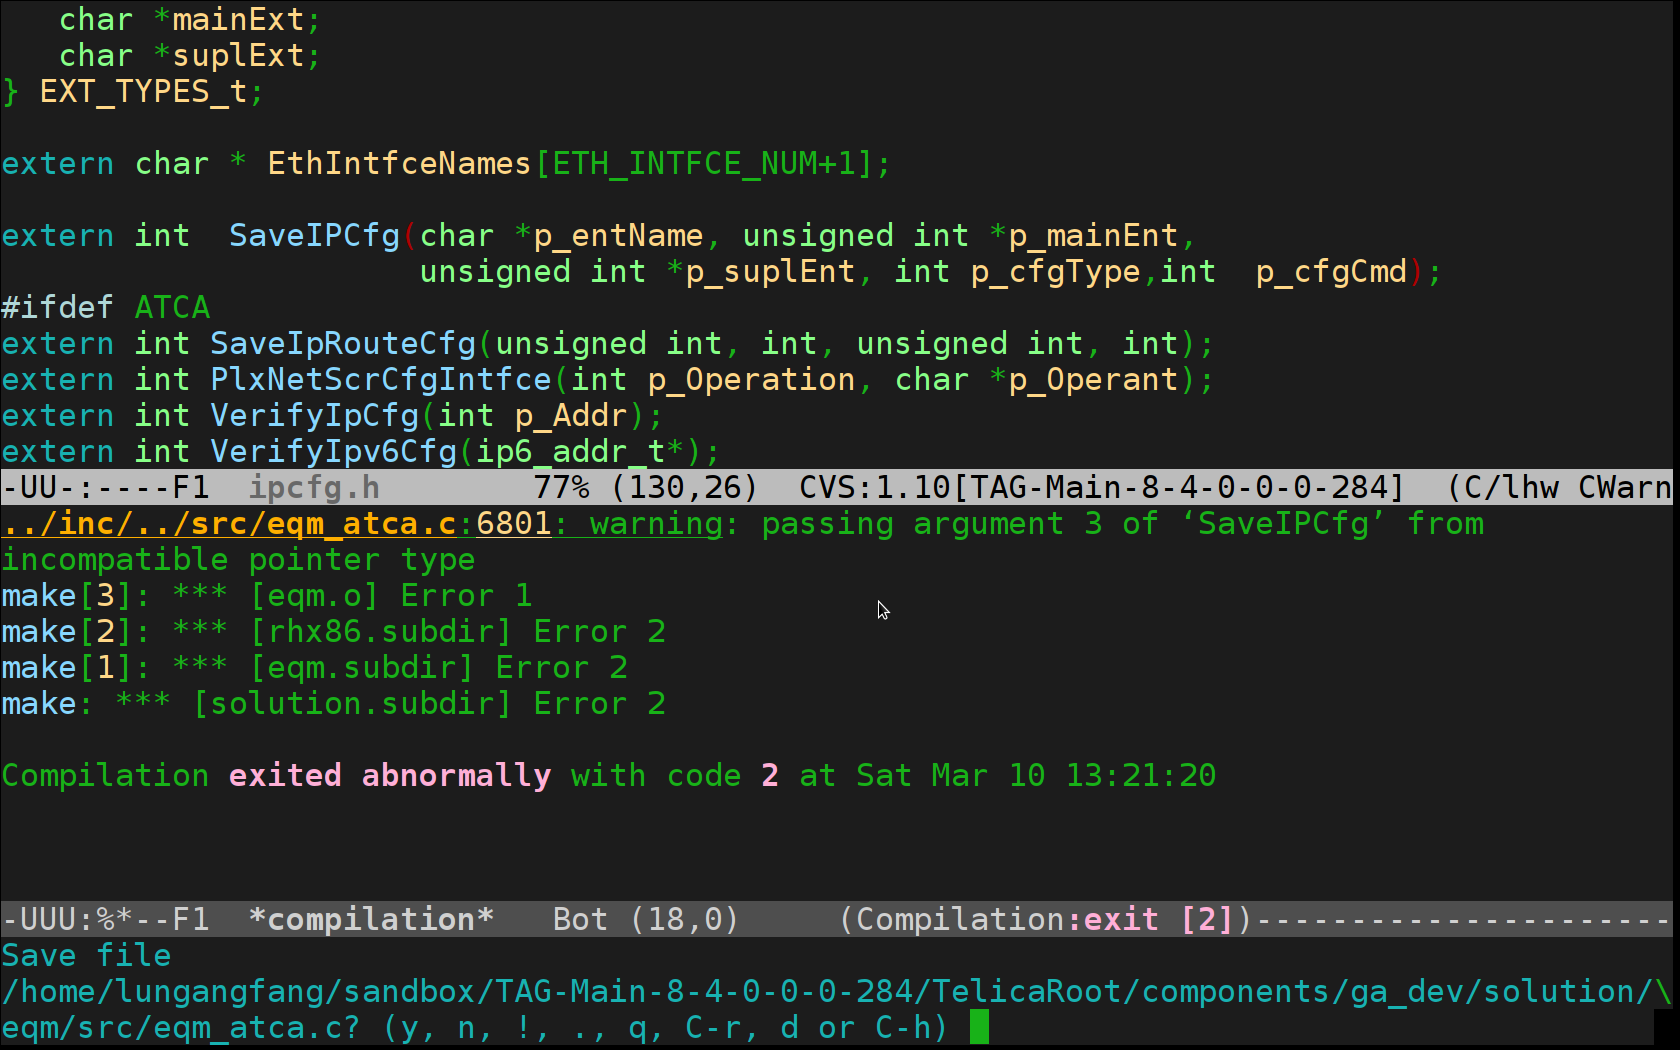 char *mainExt;
char *suplExt;
} EXT_TYPES_t;
extern char * EthIntfceNames[ETH_INTFCE_NUM+1];
extern int  SaveIPCfg(char *p_entName, unsigned int *p_mainEnt,
unsigned int *p_suplEnt, int p_cfgType,int  p_cfgCmd);
#ifdef ATCA
extern int SaveIpRouteCfg(unsigned int, int, unsigned int, int);
extern int PlxNetScrCfgIntfce(int p_Operation, char *p_Operant);
extern int VerifyIpCfg(int p_Addr);
extern int VerifyIpv6Cfg(ip6_addr_t*);
-UU-:----F1  ipcfg.h        77% (130,26)  CVS:1.10[TAG-Main-8-4-0-0-0-284]  (C/lhw CWarn
../inc/../src/eqm_atca.c:6801: warning: passing argument 3 of ‘SaveIPCfg’ from
incompatible pointer type
make[3]: *** [eqm.o] Error 1
make[2]: *** [rhx86.subdir] Error 2
make[1]: *** [eqm.subdir] Error 2
make: *** [solution.subdir] Error 2
Compilation exited abnormally with code 2 at Sat Mar 10 13:21:20
-UUU:%*--F1  *compilation*   Bot (18,0)     (Compilation:exit [2])----------------------
Save file
/home/lungangfang/sandbox/TAG-Main-8-4-0-0-0-284/TelicaRoot/components/ga_dev/solution/\
eqm/src/eqm_atca.c? (y, n, !, ., q, C-r, d or C-h)